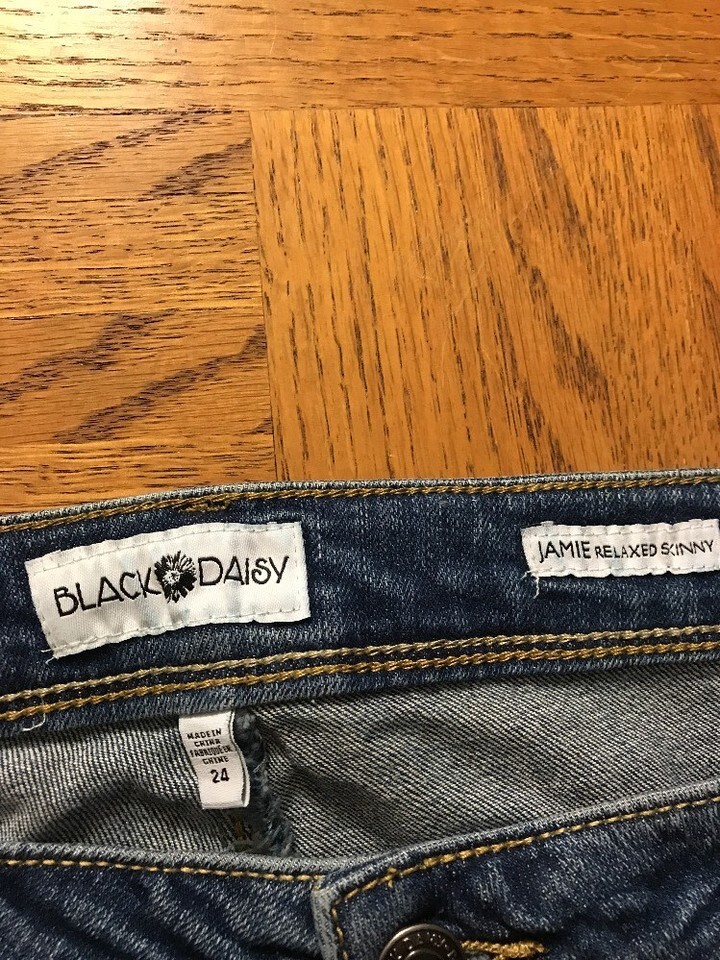 BLACK DAISY
JAMIE RELAXED SKINNY
MADE IN
CHINA
FABRIQUÉ EN
CHINE
24